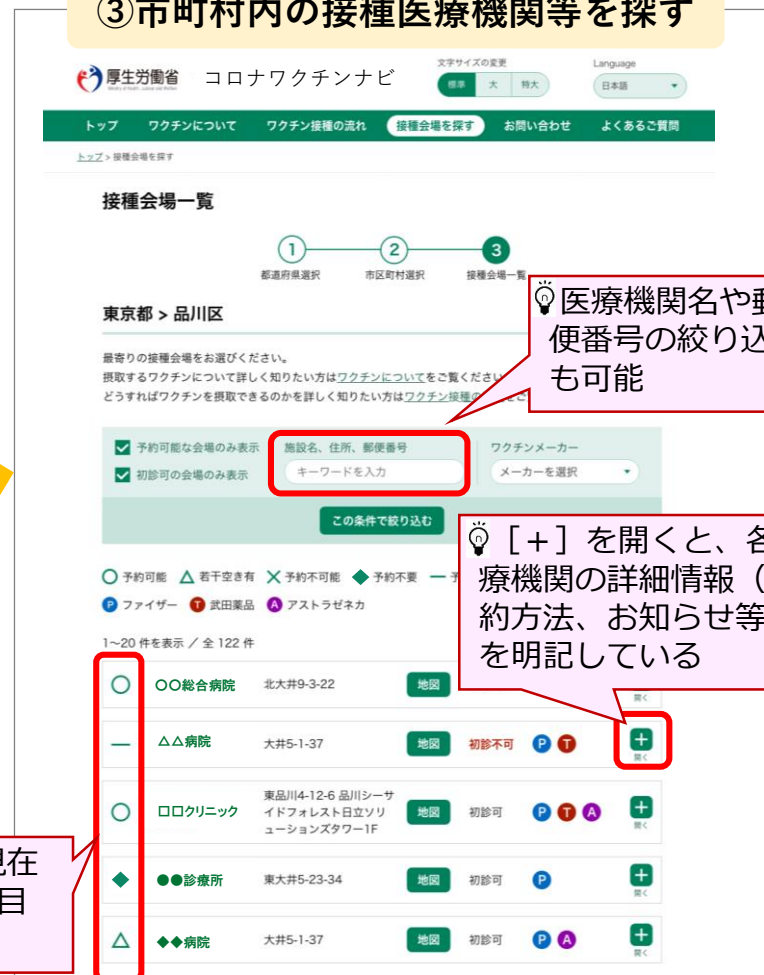 ③市町村内の接種医療機関等を探す
厚生労働省 コロナワクチンナビ
文字サイズの変更
標準 大 特大
Language
日本語
トップ ワクチンについて ワクチン接種の流れ 接種会場を探す お問い合わせ よくあるご質問
トップ > 接種会場を探す
接種会場一覧
1 2 3
都道府県選択 市区町村選択 接種会場一覧
東京都 > 品川区
医療機関名や郵
便番号の絞り込
も可能
最寄りの接種会場をお選びください。
摂取するワクチンについて詳しく知りたい方はワクチンについてをご覧ください
どうすればワクチンを摂取できるのかを詳しく知りたい方はワクチン接種の
予約可能な会場のみ表示
初診可の会場のみ表示
施設名、住所、郵便番号
キーワードを入力
ワクチンメーカー
メーカーを選択
この条件で絞り込む
［+］を開くと、各
療機関の詳細情報（
約方法、お知らせ等
を明記している
予約可能 若干空き有 予約不可能 予約不要
P ファイザー T 武田薬品 A アストラゼネカ
1~20 件を表示 / 全 122 件
〇〇総合病院 北大井9-3-22 地図 開く
△△病院 大井5-1-37 地図 初診不可 P T 開く
□□クリニック 東品川4-12-6 品川シーサ
イドフォレスト日立ソリ
ューションズタワー1F 地図 初診可 P T A 開く
現在
目
●●診療所 東大井5-23-34 地図 初診可 P 開く
◆◆病院 大井5-1-37 地図 初診可 P A 開く